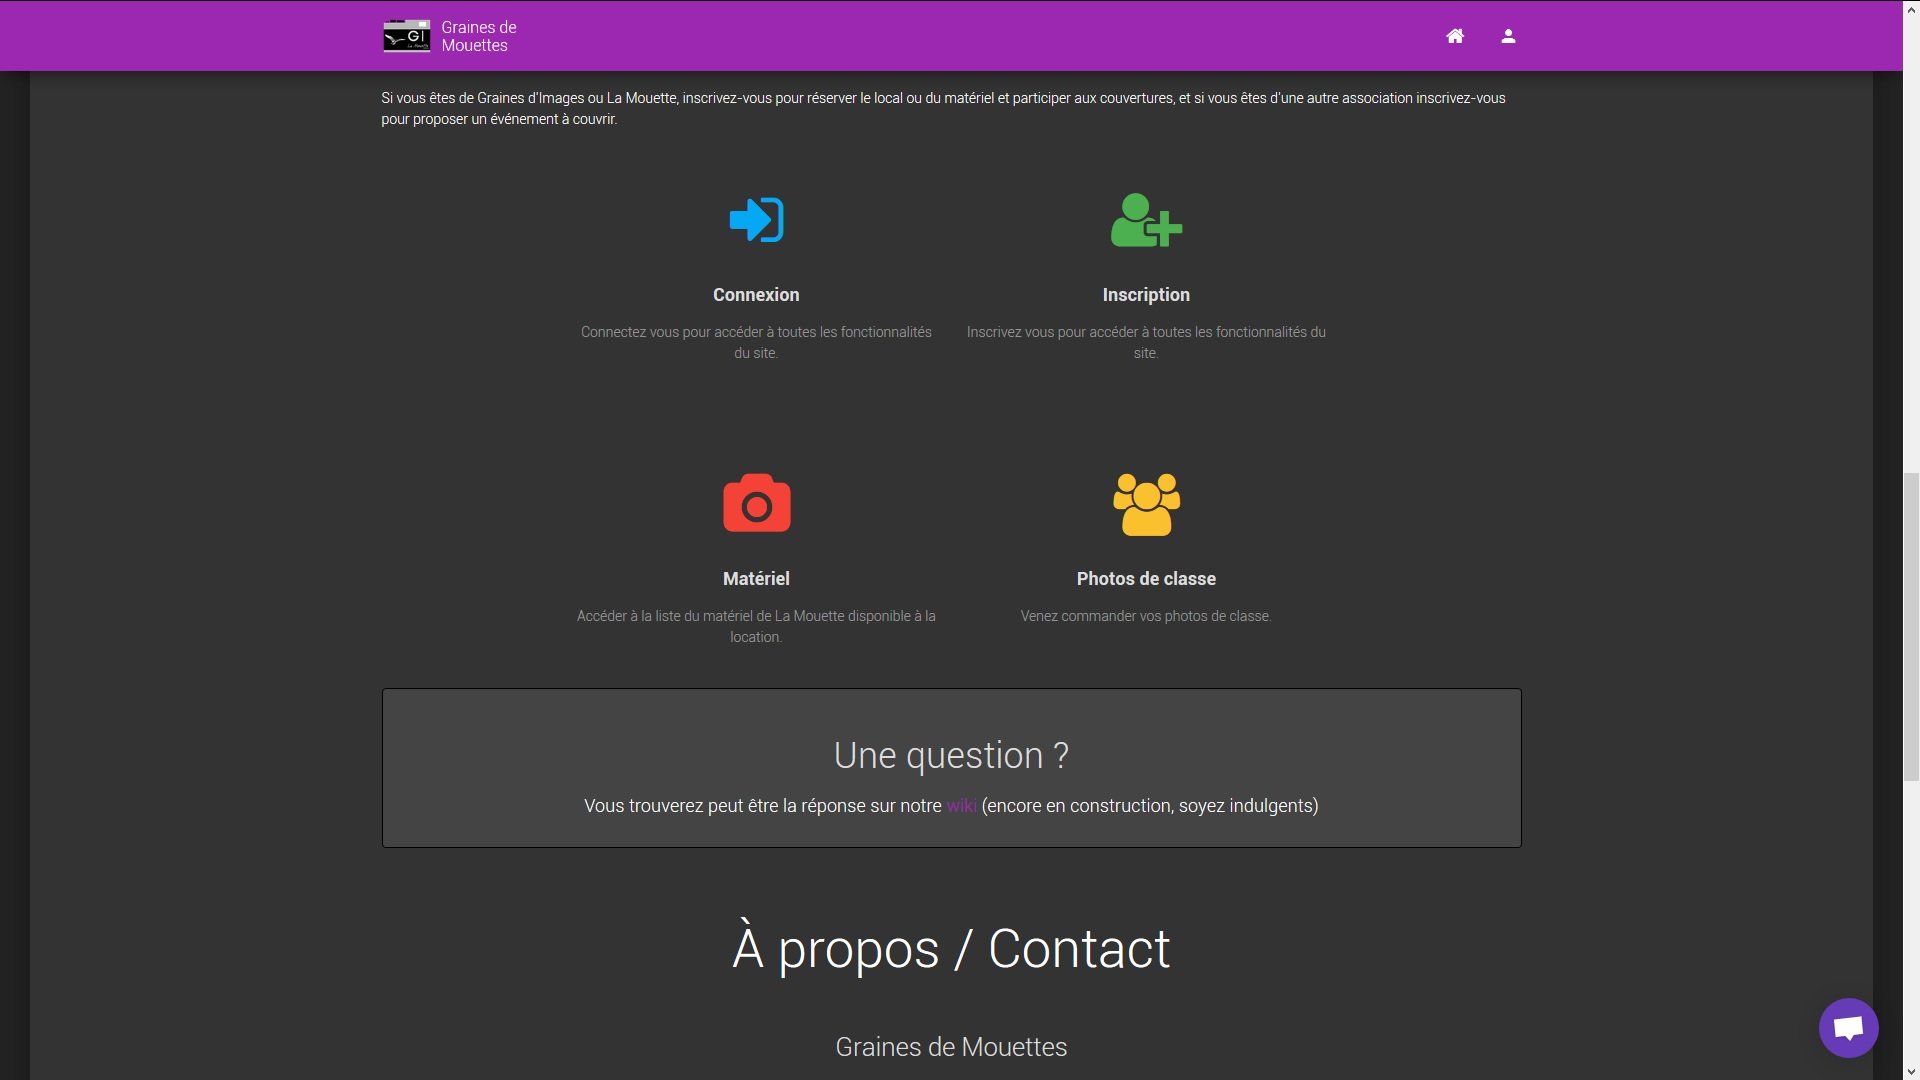 Graines de
Mouettes
GI
La Mouette
Si vous êtes de Graines d'Images ou La Mouette, inscrivez-vous pour réserver le local ou du matériel et participer aux couvertures, et si vous êtes d'une autre association inscrivez-vous
pour proposer un événement à couvrir.
Connexion
Connectez vous pour accéder à toutes les fonctionnalités
du site.
Inscription
Inscrivez vous pour accéder à toutes les fonctionnalités du
site.
Matériel
Accéder à la liste du matériel de La Mouette disponible à la
location.
Photos de classe
Venez commander vos photos de classe.
Une question ?
Vous trouverez peut être la réponse sur notre wiki (encore en construction, soyez indulgents)
À propos / Contact
Graines de Mouettes